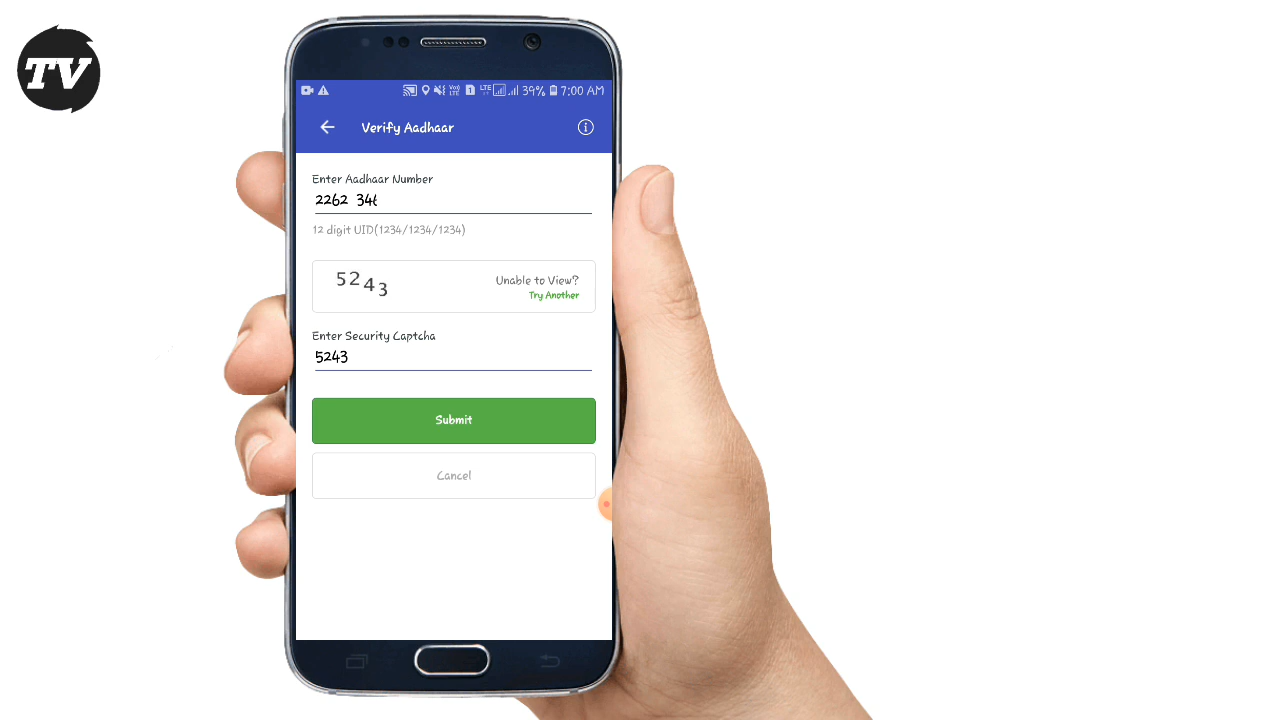 TV
39% 7:00 AM
Verify Aadhaar
Enter Aadhaar Number
2262 34
12 digit UID(1234/1234/1234)
5243
Unable to View?
Try Another
Enter Security Captcha
5243
Submit
Cancel